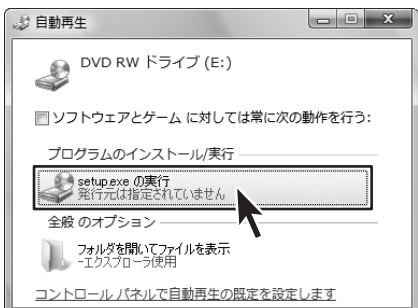 自動再生
DVD RW ドライブ (E:)
ソフトウェアとゲーム に対しては常に次の動作を行う:
プログラムのインストール/実行
setup.exe の実行
発行元は指定されていません
全般 のオプション
フォルダを開いてファイルを表示
-エクスプローラ使用
コントロール パネルで自動再生の既定を設定します